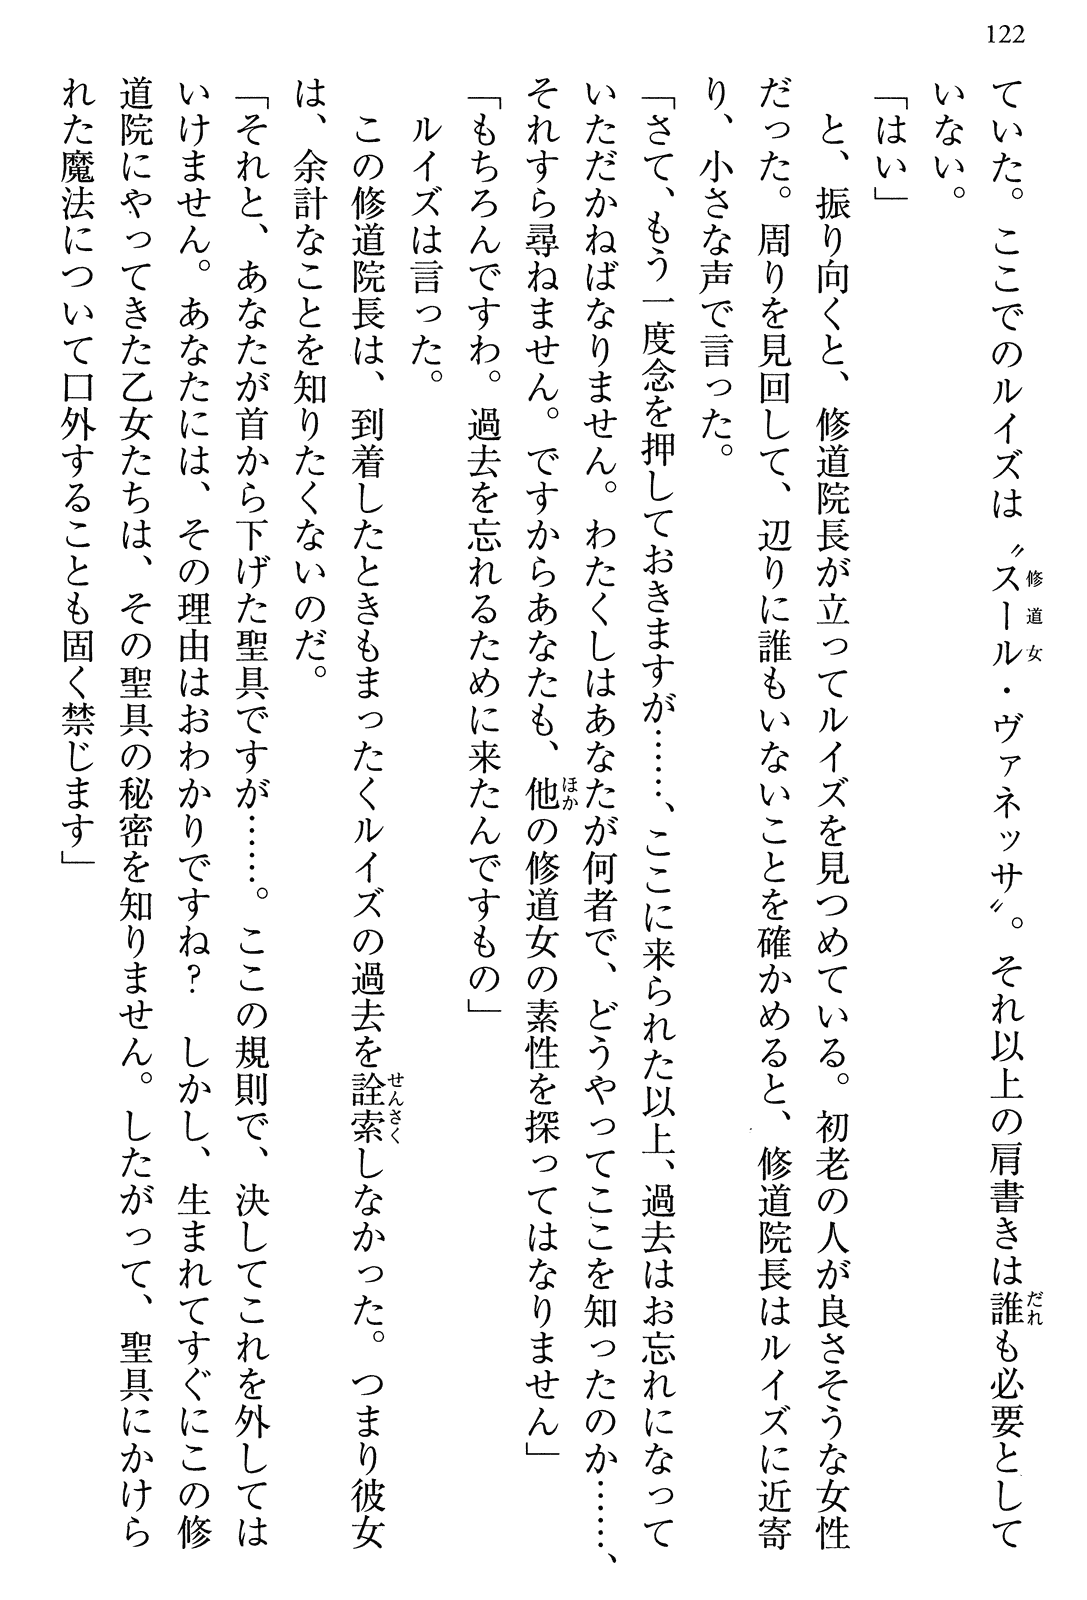 122
ていた。ここでのルイズは〝スール・ヴァネッサ〟。それ以上の肩書きは誰も必要として
いない。
「はい」
と、振り向くと、修道院長が立ってルイズを見つめている。初老の人が良さそうな女性
だった。周りを見回して、辺りに誰もいないことを確かめると、修道院長はルイズに近寄
り、小さな声で言った。
「さて、もう一度念を押しておきますが……、ここに来られた以上、過去はお忘れになって
いただかねばなりません。わたくしはあなたが何者で、どうやってここを知ったのか……、
それすら尋ねません。ですからあなたも、他の修道女の素性を探ってはなりません」
「もちろんですわ。過去を忘れるために来たんですもの」
ルイズは言った。
この修道院長は、到着したときもまったくルイズの過去を詮索しなかった。つまり彼女
は、余計なことを知りたくないのだ。
「それと、あなたが首から下げた聖具ですが……。ここの規則で、決してこれを外しては
いけません。あなたには、その理由はおわかりですね？　しかし、生まれてすぐにこの修
道院にやってきた乙女たちは、その聖具の秘密を知りません。したがって、聖具にかけら
れた魔法について口外することも固く禁じます」
修道女
だれ
ほか
せんさく